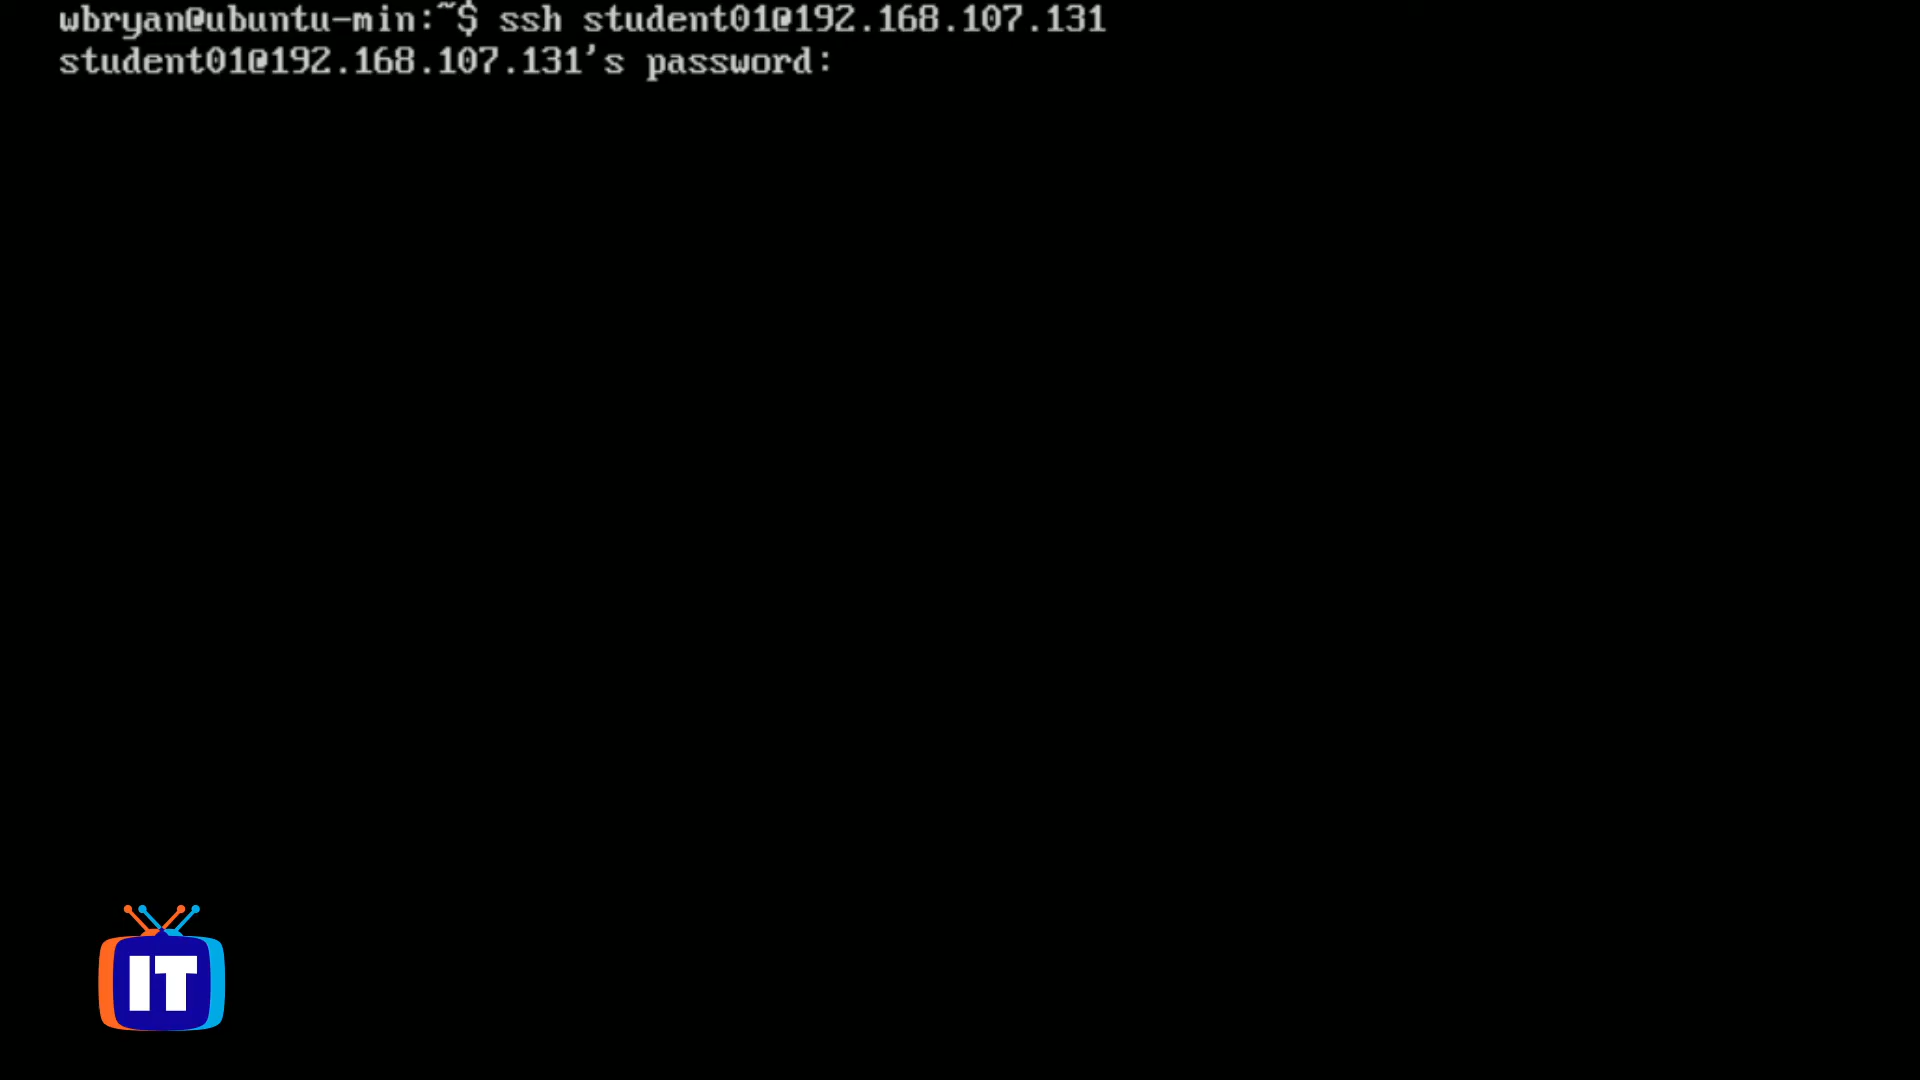 wbryan@ubuntu-min:~$ ssh student01@192.168.107.131
student01@192.168.107.131's password:
IT